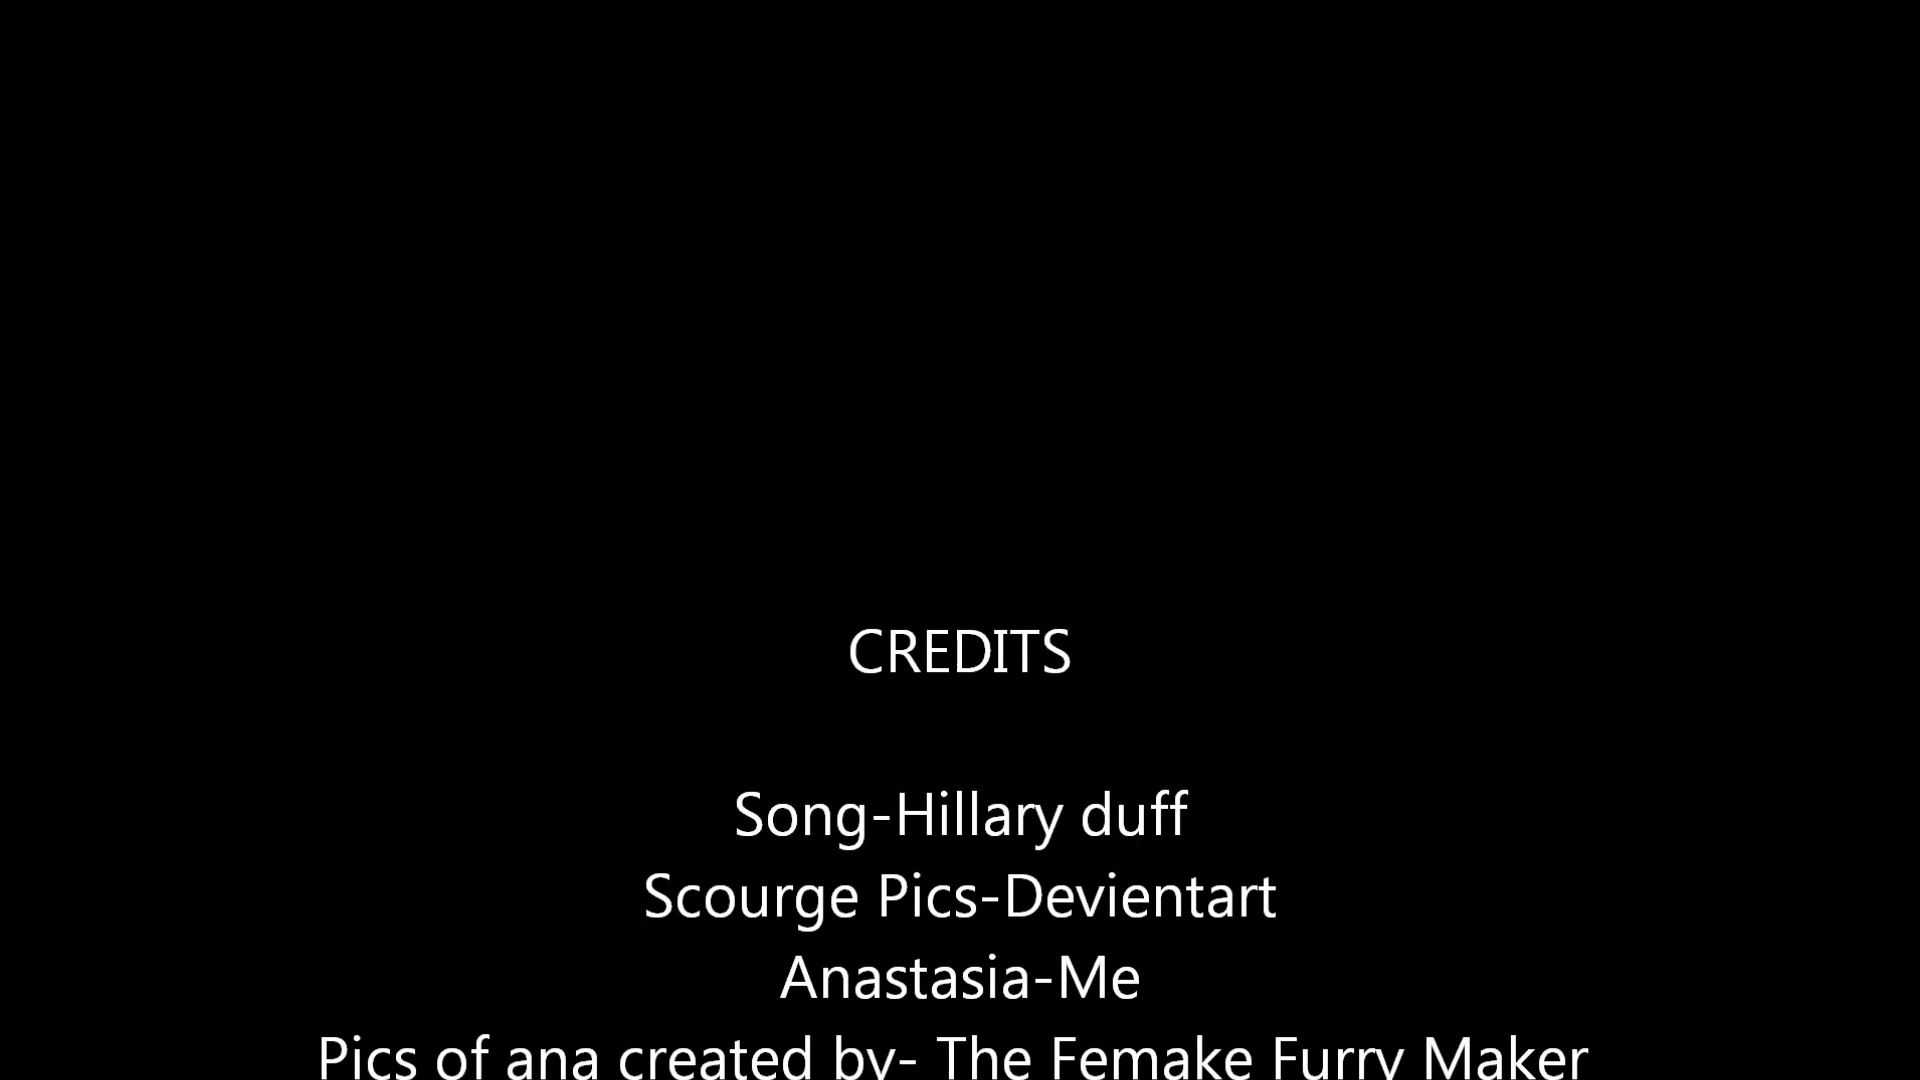 CREDITS
Song-Hillary duff
Scourge Pics-Devientart
Anastasia-Me
Pics of ana created by- The Femake Furry Maker